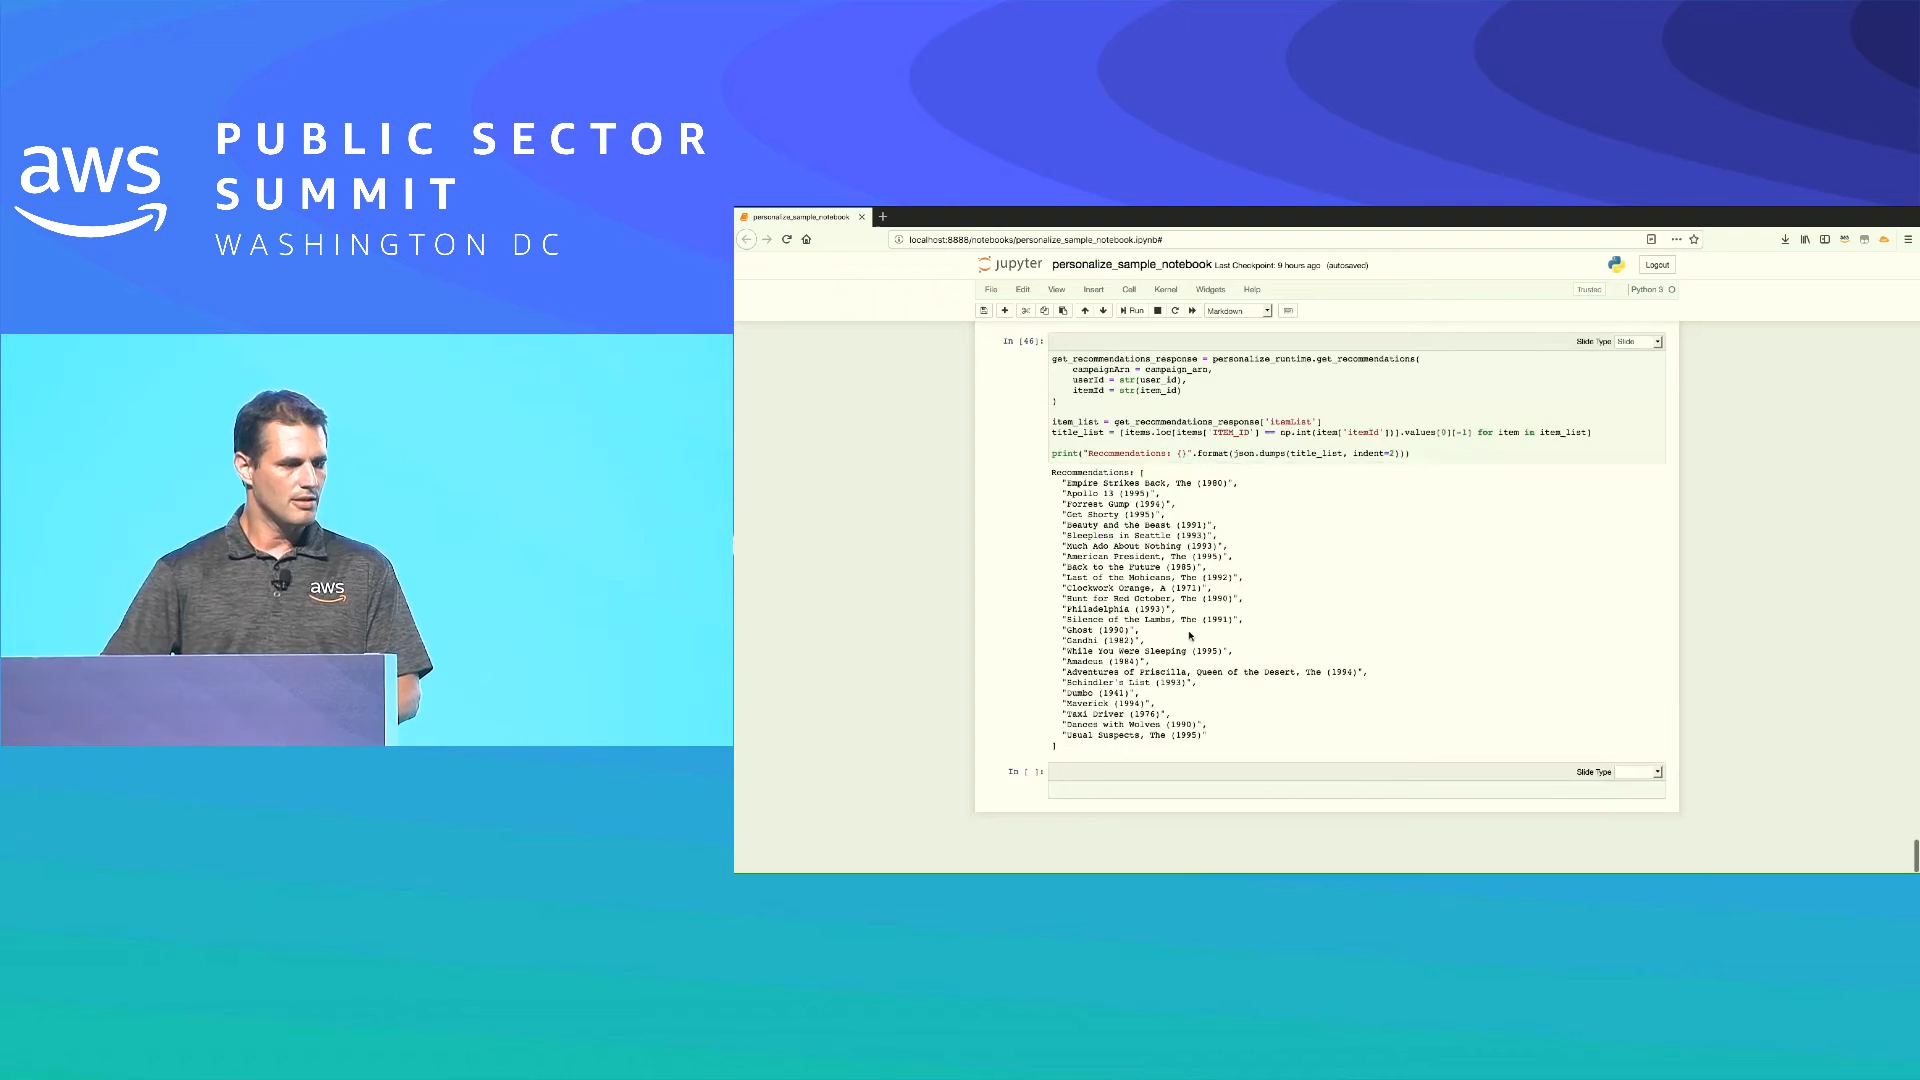 aws
PUBLIC SECTOR
SUMMIT
WASHINGTON DC
aws
personalize_sample_notebook
localhost:8888/notebooks/personalize_sample_notebook.ipynb#
jupyter personalize_sample_notebook Last Checkpoint: 9 hours ago (autosaved)
Logout
File Edit View Insert Cell Kernel Widgets Help
Trusted Python 3
Run Markdown
In [46]:
Slide Type Slide
get_recommendations_response = personalize_runtime.get_recommendations(
campaignArn = campaign_arn,
userId = str(user_id),
itemId = str(item_id)
)
item_list = get_recommendations_response['itemList']
title_list = [items.loc[items['ITEM_ID'] == np.int(item['itemId'])].values[0][-1] for item in item_list]
print("Recommendations: {}".format(json.dumps(title_list, indent=2)))
Recommendations: [
"Empire Strikes Back, The (1980)",
"Apollo 13 (1995)",
"Forrest Gump (1994)",
"Get Shorty (1995)",
"Beauty and the Beast (1991)",
"Sleepless in Seattle (1993)",
"Much Ado About Nothing (1993)",
"American President, The (1995)",
"Back to the Future (1985)",
"Last of the Mohicans, The (1992)",
"Clockwork Orange, A (1971)",
"Hunt for Red October, The (1990)",
"Philadelphia (1993)",
"Silence of the Lambs, The (1991)",
"Ghost (1990)",
"Gandhi (1982)",
"While You Were Sleeping (1995)",
"Amadeus (1984)",
"Adventures of Priscilla, Queen of the Desert, The (1994)",
"Schindler's List (1993)",
"Dumbo (1941)",
"Maverick (1994)",
"Taxi Driver (1976)",
"Dances with Wolves (1990)",
"Usual Suspects, The (1995)"
]
In [ ]:
Slide Type